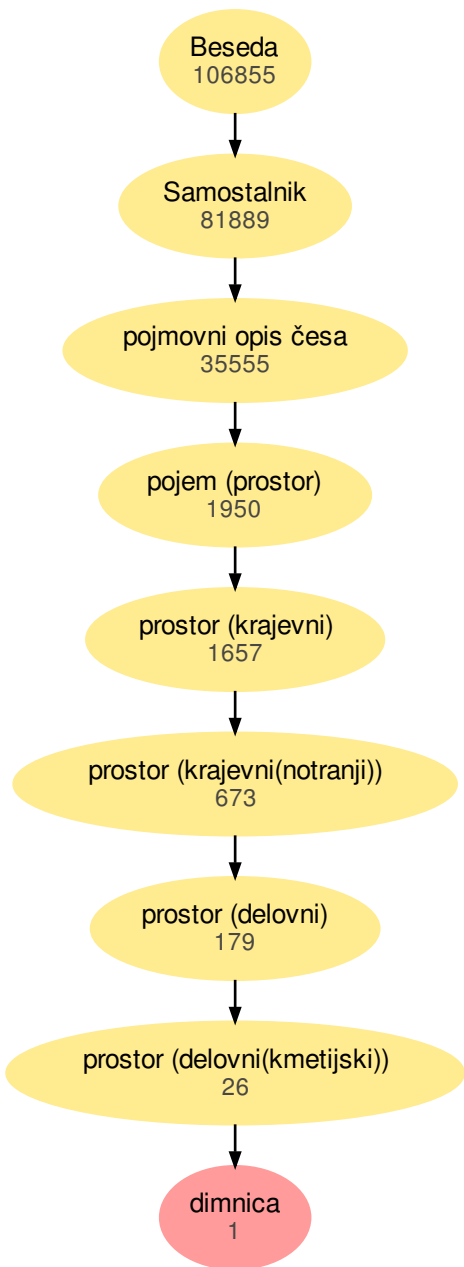 Beseda
106855
Samostalnik
81889
pojmovni opis česa
35555
pojem (prostor)
1950
prostor (krajevni)
1657
prostor (krajevni(notranji))
673
prostor (delovni)
179
prostor (delovni(kmetijski))
26
dimnica
1